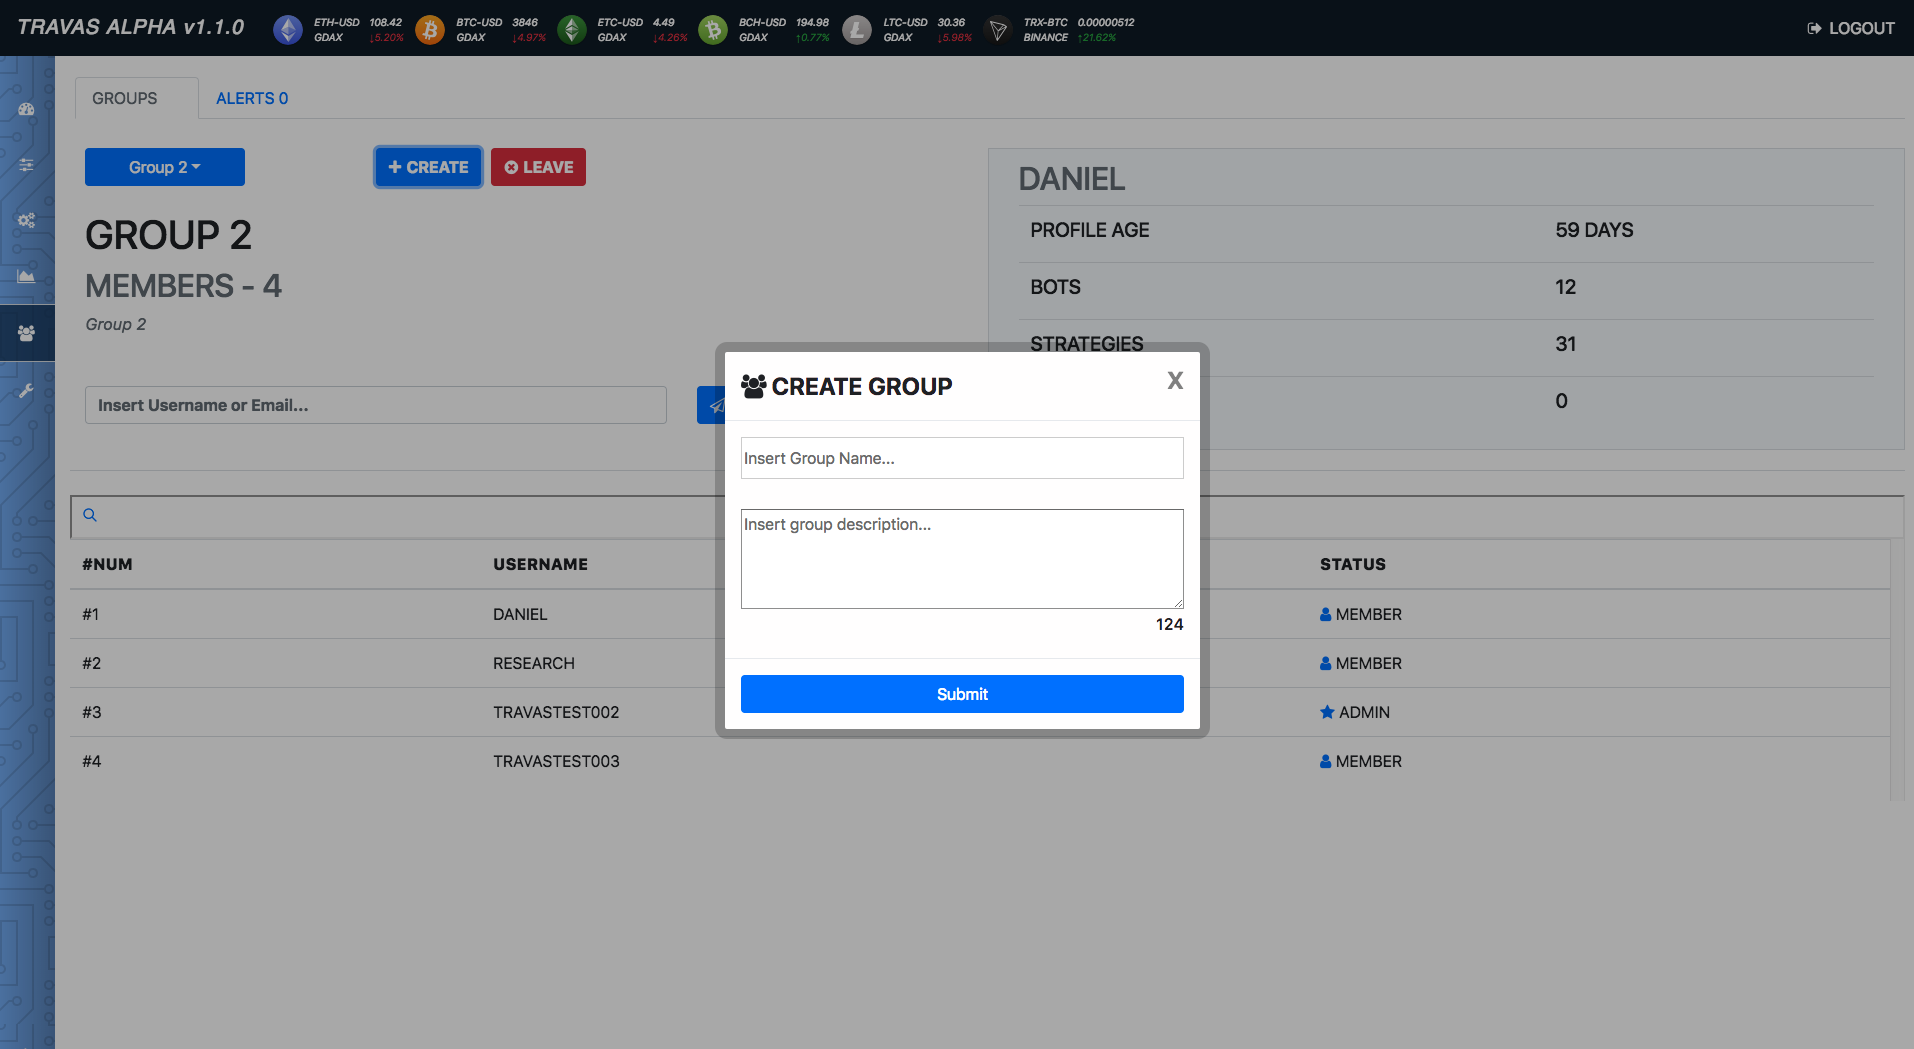 TRAVAS ALPHA v1.1.0
ETH-USD 108.42
GDAX ↓5.20%
BTC-USD 3846
GDAX ↓4.97%
ETC-USD 4.49
GDAX ↓4.26%
BCH-USD 194.98
GDAX ↑0.77%
LTC-USD 30.36
GDAX ↓5.98%
TRX-BTC 0.00000512
BINANCE ↑21.62%
LOGOUT
GROUPS ALERTS 0
Group 2
CREATE
LEAVE
GROUP 2
MEMBERS - 4
Group 2
Insert Username or Email...
DANIEL
PROFILE AGE 59 DAYS
BOTS 12
STRATEGIES 31
0
CREATE GROUP X
Insert Group Name...
Insert group description...
124
Submit
#NUM USERNAME STATUS
#1 DANIEL MEMBER
#2 RESEARCH MEMBER
#3 TRAVASTEST002 ADMIN
#4 TRAVASTEST003 MEMBER